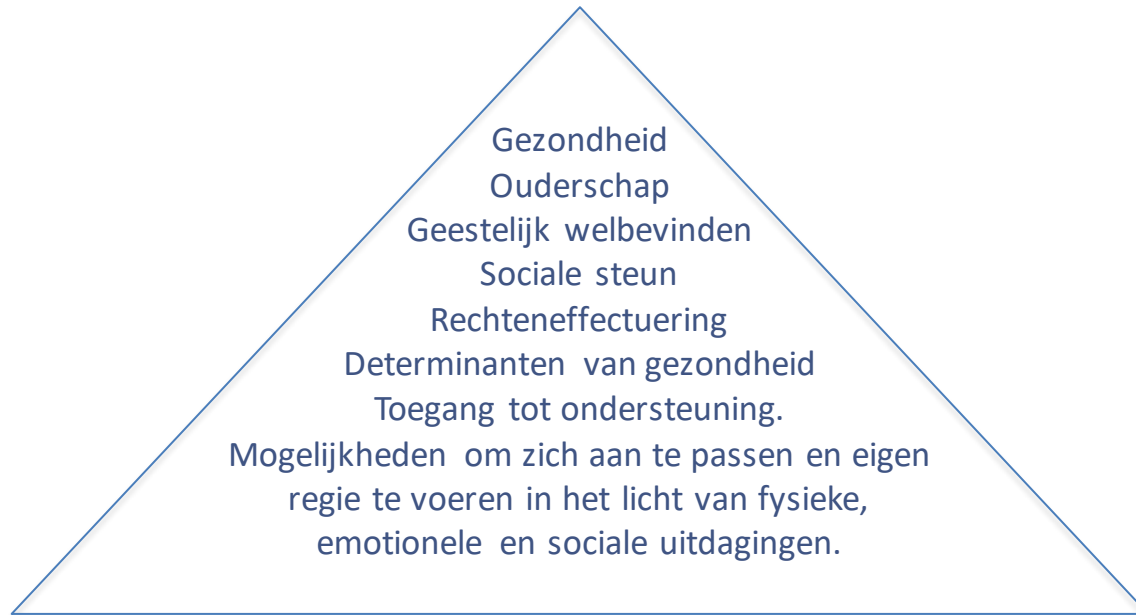 Gezondheid
Ouderschap
Geestelijk welbevinden
Sociale steun
Rechteneffectuering
Determinanten van gezondheid
Toegang tot ondersteuning.
Mogelijkheden om zich aan te passen en eigen
regie te voeren in het licht van fysieke,
emotionele en sociale uitdagingen.